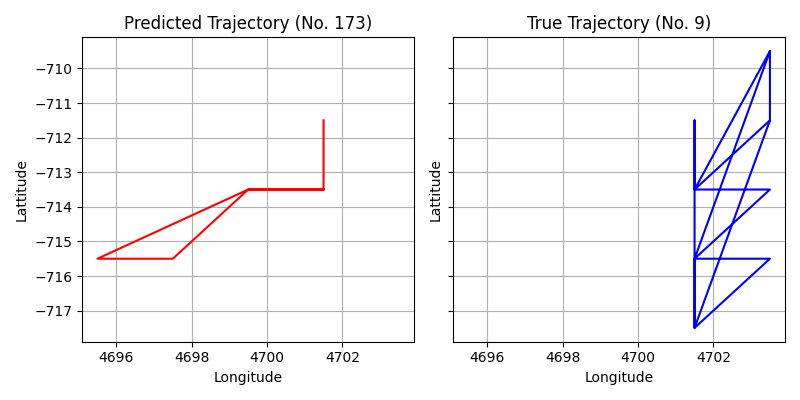 Predicted Trajectory (No. 173)
−710
−711
−712
−713
−714
−715
−716
−717
Lattitude
4696 4698 4700 4702
Longitude
True Trajectory (No. 9)
Lattitude
4696 4698 4700 4702
Longitude